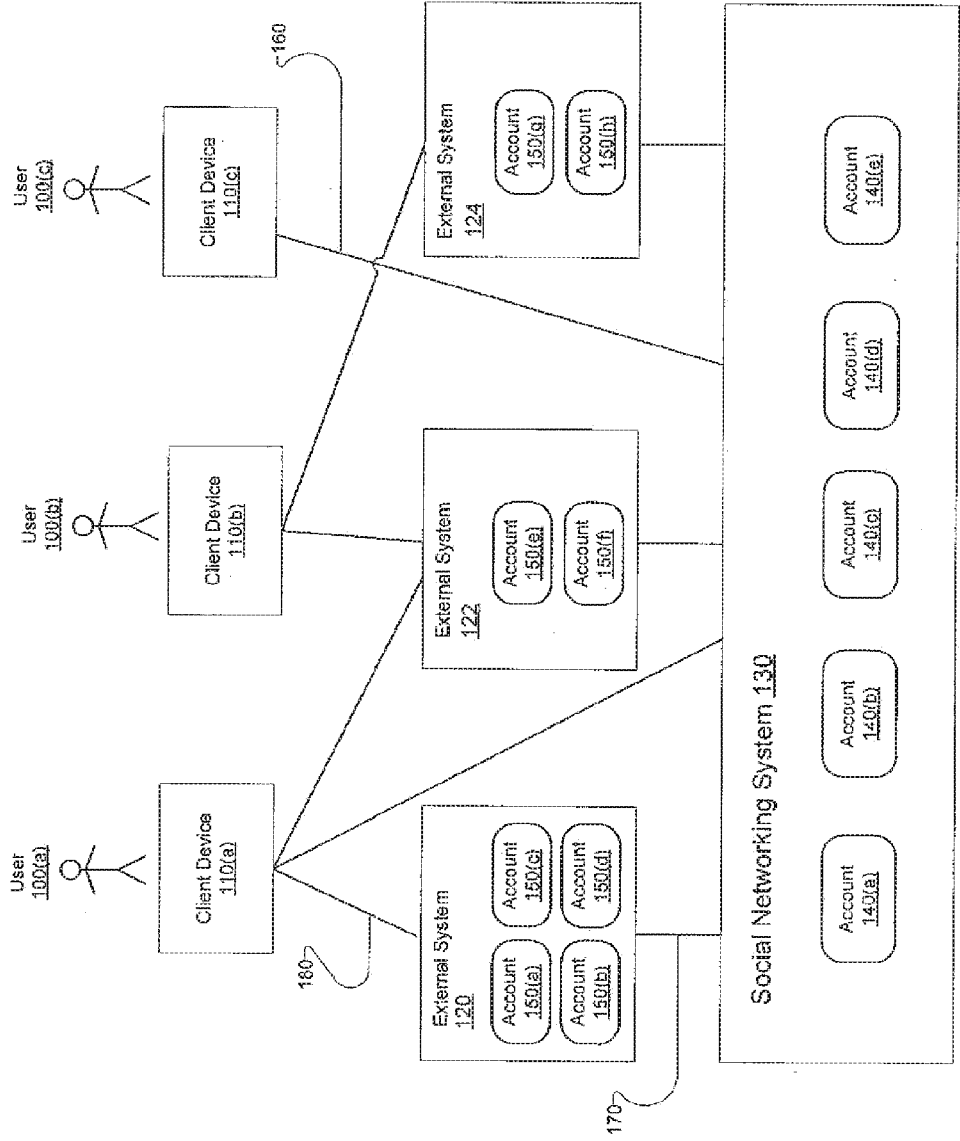 User
100(a)
User
100(b)
User
100(c)
Client Device
110(a)
Client Device
110(b)
Client Device
110(c)
160
180
External System
120
Account
150(a)
Account
150(c)
Account
150(b)
Account
150(d)
External System
122
Account
150(e)
Account
150(f)
External System
124
Account
150(g)
Account
150(h)
170
Social Networking System 130
Account
140(a)
Account
140(b)
Account
140(c)
Account
140(d)
Account
140(e)